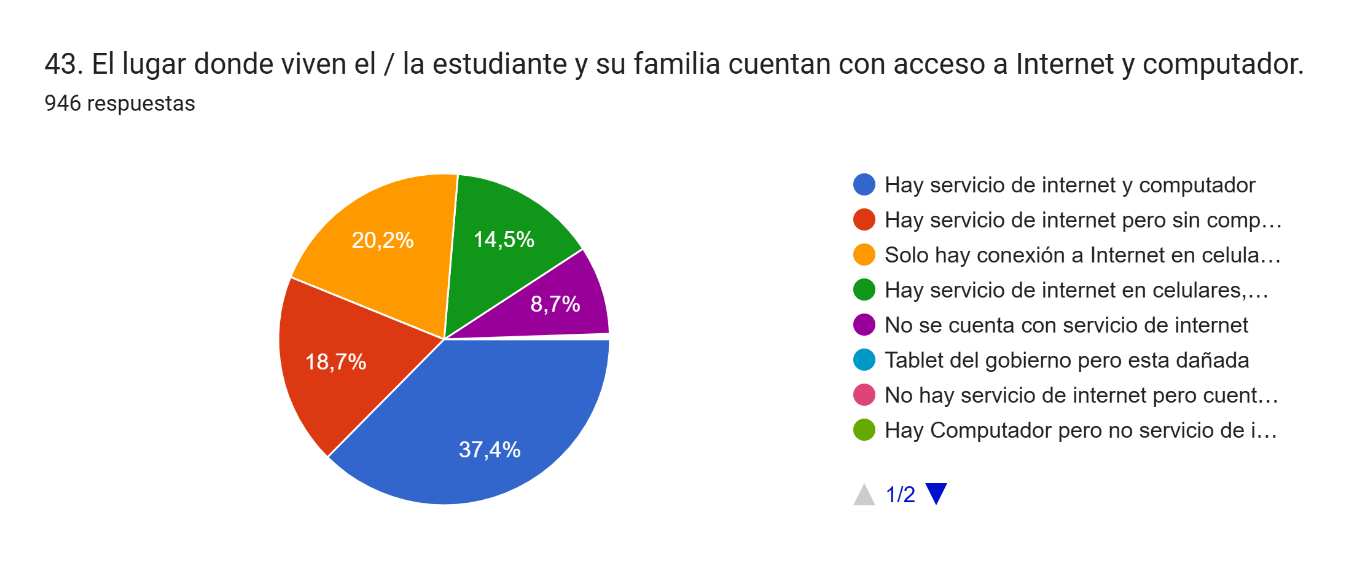 43. El lugar donde viven el / la estudiante y su familia cuentan con acceso a Internet y computador.
946 respuestas
20,2%
14,5%
8,7%
18,7%
37,4%
Hay servicio de internet y computador
Hay servicio de internet pero sin comp…
Solo hay conexión a Internet en celula…
Hay servicio de internet en celulares,…
No se cuenta con servicio de internet
Tablet del gobierno pero esta dañada
No hay servicio de internet pero cuent…
Hay Computador pero no servicio de i…
1/2